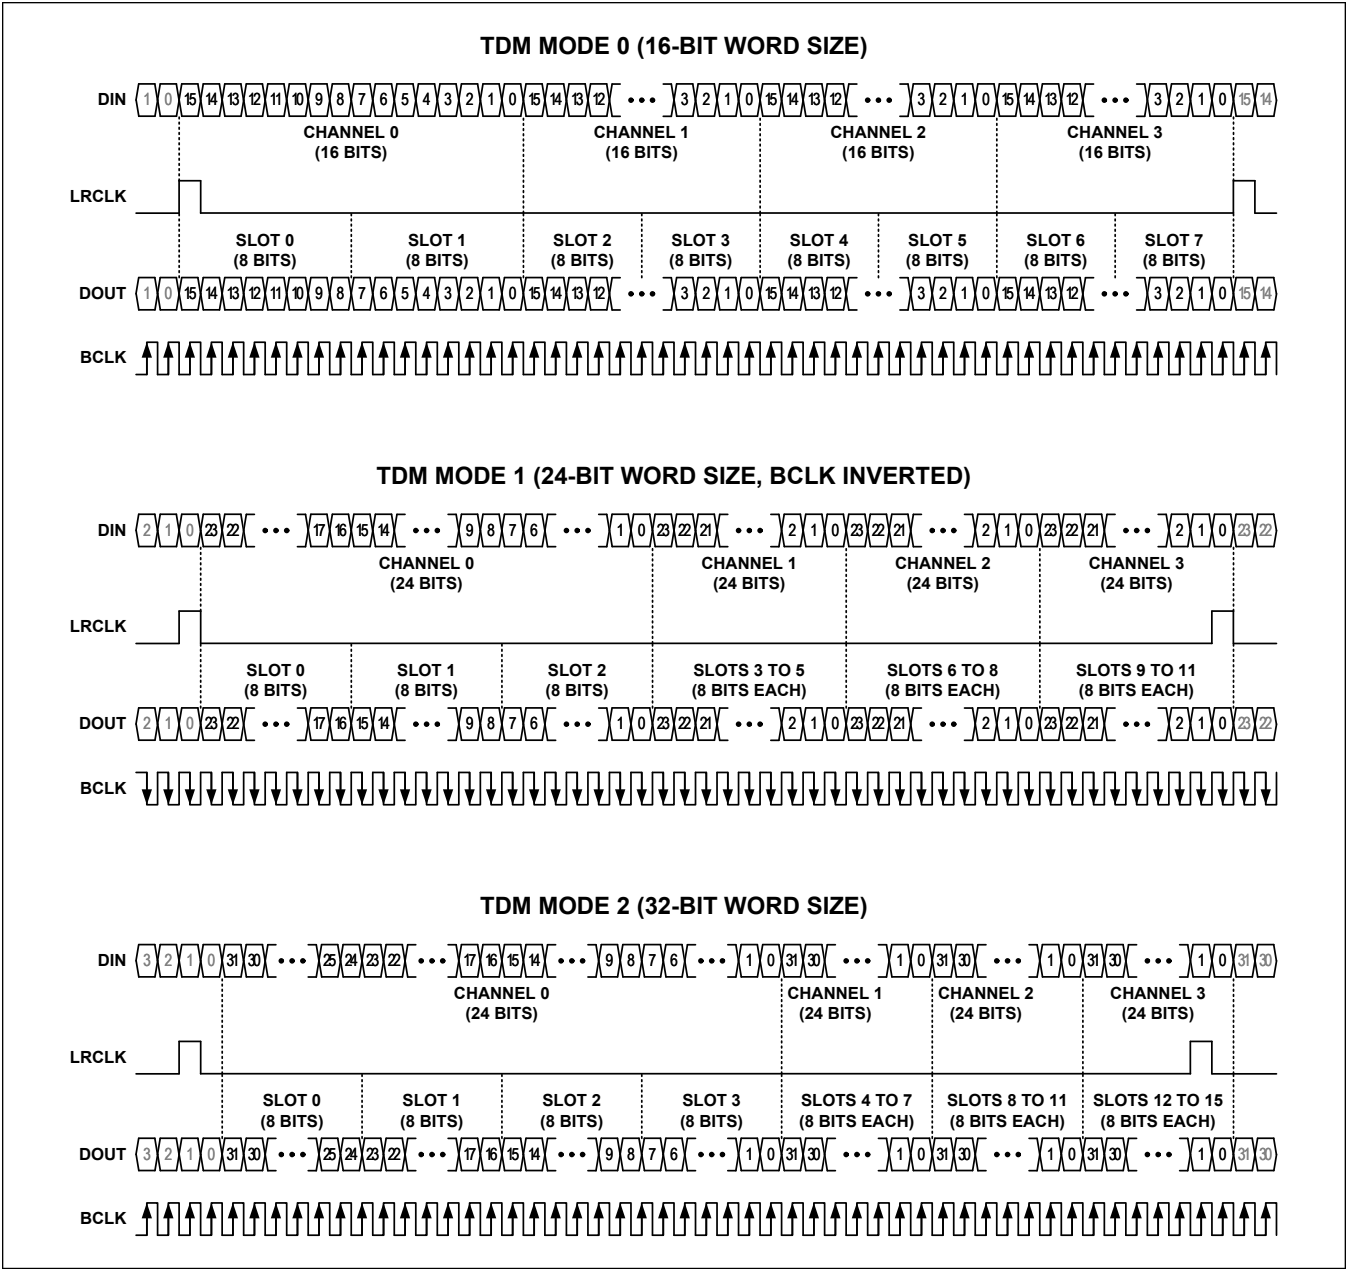 TDM MODE 0 (16-BIT WORD SIZE)
DIN 1 0 15 14 13 12 11 10 9 8 7 6 5 4 3 2 1 0 15 14 13 12 ••• 3 2 1 0 15 14 13 12 ••• 3 2 1 0 15 14 13 12 ••• 3 2 1 0 15 14
CHANNEL 0 CHANNEL 1 CHANNEL 2 CHANNEL 3
(16 BITS) (16 BITS) (16 BITS) (16 BITS)
LRCLK
SLOT 0 SLOT 1 SLOT 2 SLOT 3 SLOT 4 SLOT 5 SLOT 6 SLOT 7
(8 BITS) (8 BITS) (8 BITS) (8 BITS) (8 BITS) (8 BITS) (8 BITS) (8 BITS)
DOUT 1 0 15 14 13 12 11 10 9 8 7 6 5 4 3 2 1 0 15 14 13 12 ••• 3 2 1 0 15 14 13 12 ••• 3 2 1 0 15 14 13 12 ••• 3 2 1 0 15 14
BCLK
TDM MODE 1 (24-BIT WORD SIZE, BCLK INVERTED)
DIN 2 1 0 23 22 ••• 17 16 15 14 ••• 9 8 7 6 ••• 1 0 23 22 21 ••• 2 1 0 23 22 21 ••• 2 1 0 23 22 21 ••• 2 1 0 23 22
CHANNEL 0 CHANNEL 1 CHANNEL 2 CHANNEL 3
(24 BITS) (24 BITS) (24 BITS) (24 BITS)
LRCLK
SLOT 0 SLOT 1 SLOT 2 SLOTS 3 TO 5 SLOTS 6 TO 8 SLOTS 9 TO 11
(8 BITS) (8 BITS) (8 BITS) (8 BITS EACH) (8 BITS EACH) (8 BITS EACH)
DOUT 2 1 0 23 22 ••• 17 16 15 14 ••• 9 8 7 6 ••• 1 0 23 22 21 ••• 2 1 0 23 22 21 ••• 2 1 0 23 22 21 ••• 2 1 0 23 22
BCLK
TDM MODE 2 (32-BIT WORD SIZE)
DIN 3 2 1 0 31 30 ••• 25 24 23 22 ••• 17 16 15 14 ••• 9 8 7 6 ••• 1 0 31 30 ••• 1 0 31 30 ••• 1 0 31 30 ••• 1 0 31 30
CHANNEL 0 CHANNEL 1 CHANNEL 2 CHANNEL 3
(24 BITS) (24 BITS) (24 BITS) (24 BITS)
LRCLK
SLOT 0 SLOT 1 SLOT 2 SLOT 3 SLOTS 4 TO 7 SLOTS 8 TO 11 SLOTS 12 TO 15
(8 BITS) (8 BITS) (8 BITS) (8 BITS) (8 BITS EACH) (8 BITS EACH) (8 BITS EACH)
DOUT 3 2 1 0 31 30 ••• 25 24 23 22 ••• 17 16 15 14 ••• 9 8 7 6 ••• 1 0 31 30 ••• 1 0 31 30 ••• 1 0 31 30 ••• 1 0 31 30
BCLK